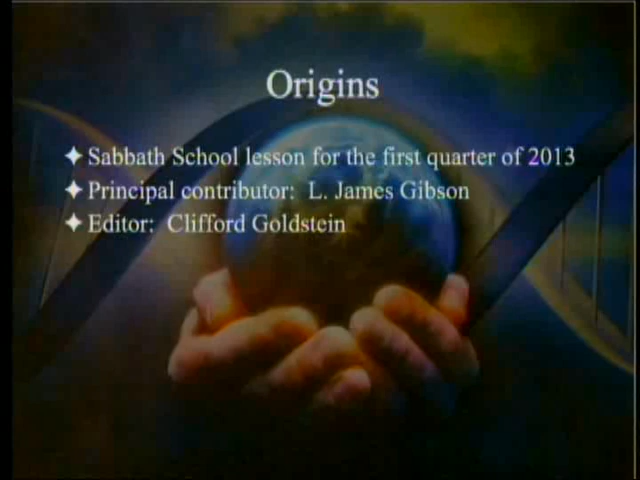 Origins
Sabbath School lesson for the first quarter of 2013
Principal contributor: L. James Gibson
Editor: Clifford Goldstein